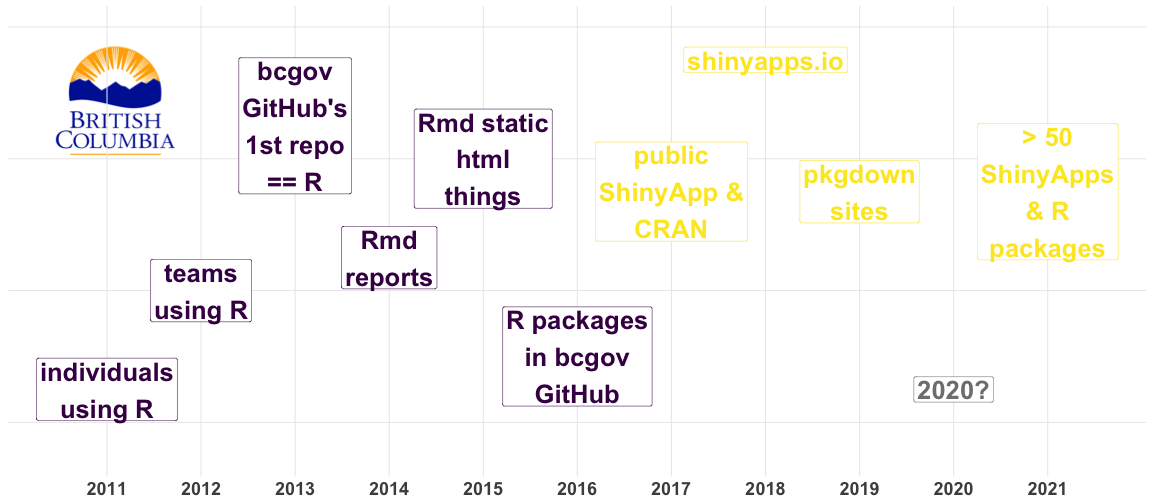 BRITISH
COLUMBIA
individuals
using R
teams
using R
bcgov
GitHub's
1st repo
== R
Rmd
reports
Rmd static
html
things
R packages
in bcgov
GitHub
public
ShinyApp &
CRAN
shinyapps.io
pkgdown
sites
2020?
> 50
ShinyApps
& R
packages
2011 2012 2013 2014 2015 2016 2017 2018 2019 2020 2021